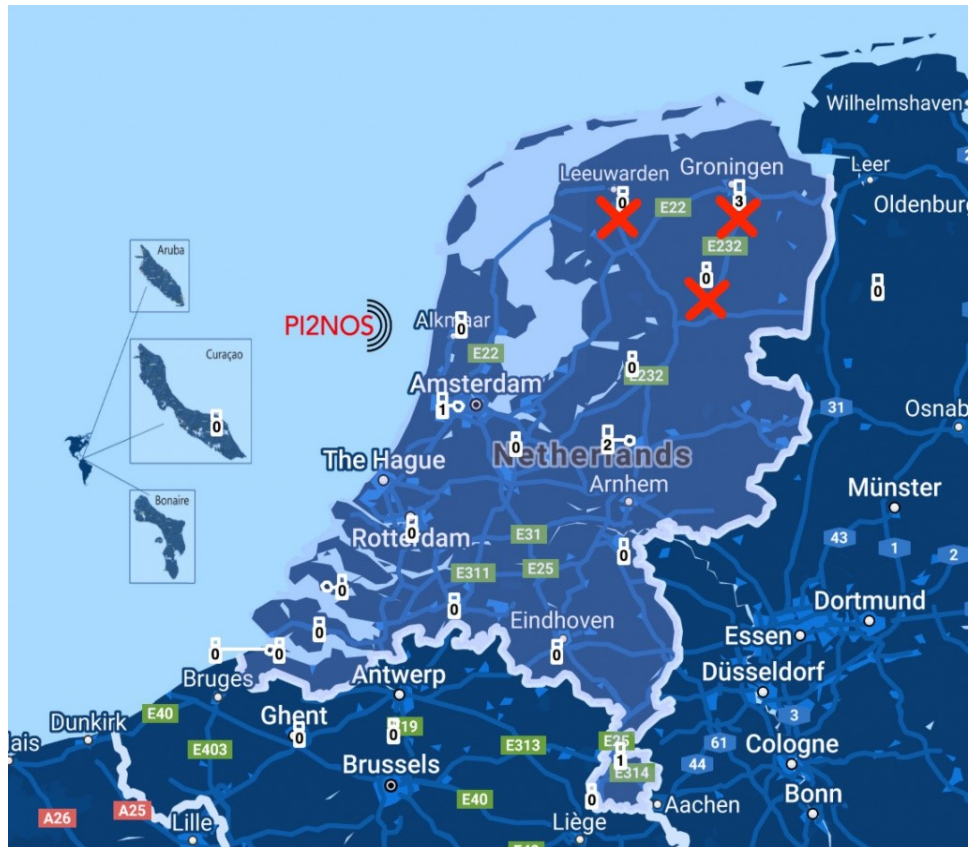 Wilhelmshaven
Leeuwarden
Groningen
Leer
0
3
E22
Oldenburg
E232
Aruba
0
0
PI2NOS
Alkmaar
0
Curaçao
E22
0
E232
Amsterdam
31
1
0
Osnab
0
2
Netherlands
The Hague
Arnhem
Münster
Bonaire
0
Rotterdam
E31
43
1
2
0
E311
E25
0
0
Dortmund
0
Eindhoven
Essen
0
0
0
Bruges
Antwerp
Düsseldorf
Dunkirk
E40
Ghent
0
0
19
3
ais
E403
E313
E25
61
Cologne
1
Brussels
E314
44
E40
0
Aachen
Bonn
A26
A25
Lille
Liège